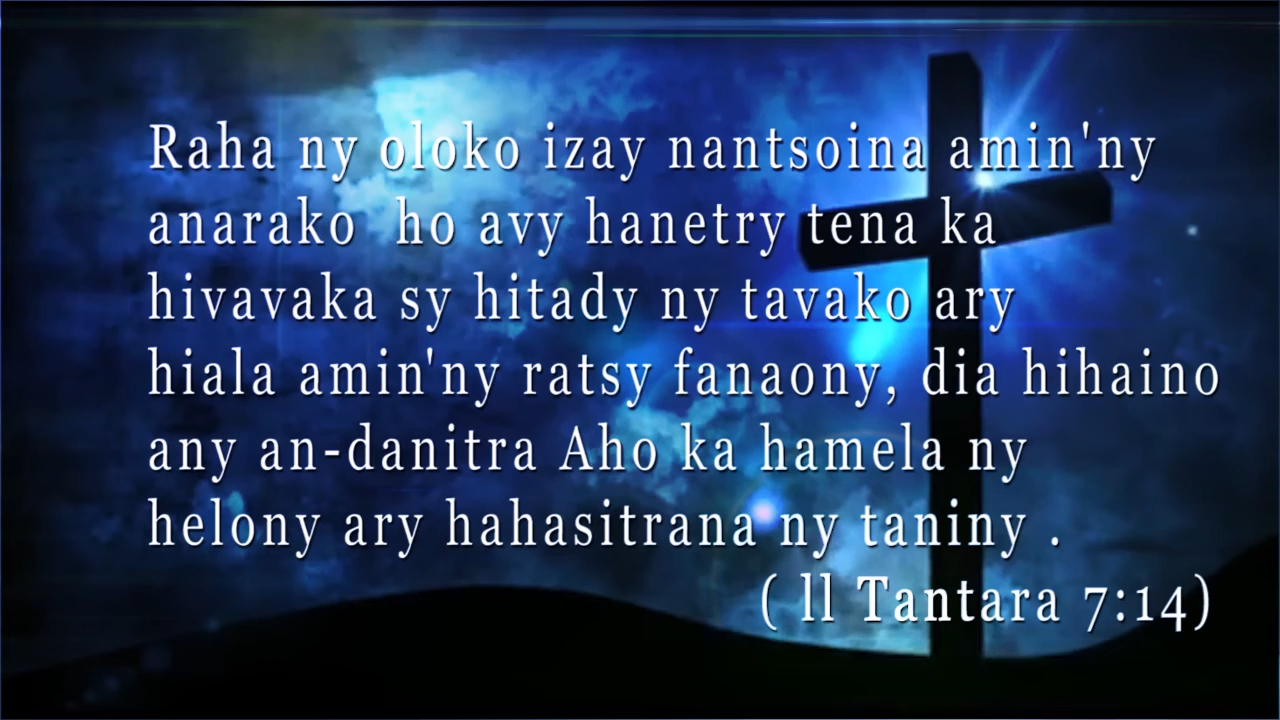 Raha ny oloko izay nantsoina amin'ny
anarako ho avy hanetry tena ka
hivavaka sy hitady ny tavako ary
hiala amin'ny ratsy fanaony, dia hihaino
any an-danitra Aho ka hamela ny
helony ary hahasitrana ny taniny .
( ll Tantara 7:14)